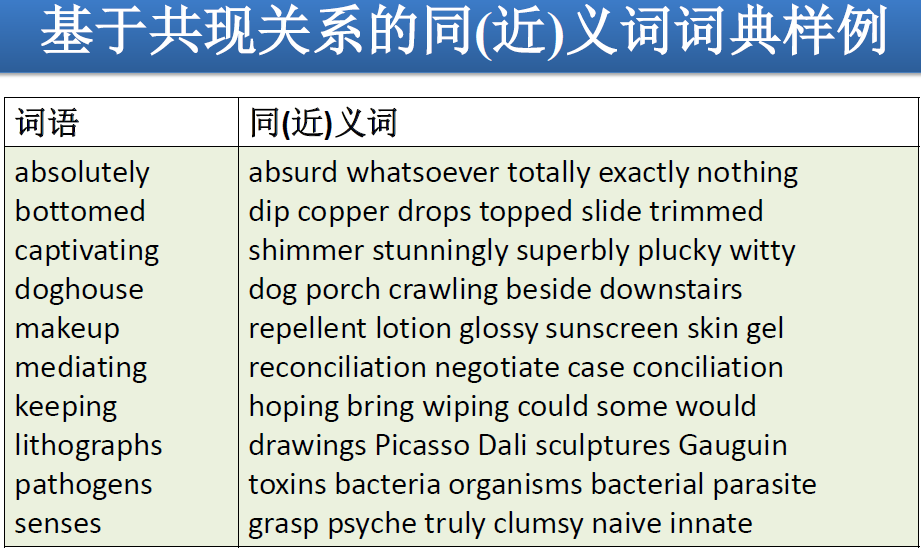 基于共现关系的同(近)义词词典样例
词语 同(近)义词
absolutely absurd whatsoever totally exactly nothing
bottomed dip copper drops topped slide trimmed
captivating shimmer stunningly superbly plucky witty
doghouse dog porch crawling beside downstairs
makeup repellent lotion glossy sunscreen skin gel
mediating reconciliation negotiate case conciliation
keeping hoping bring wiping could some would
lithographs drawings Picasso Dali sculptures Gauguin
pathogens toxins bacteria organisms bacterial parasite
senses grasp psyche truly clumsy naive innate